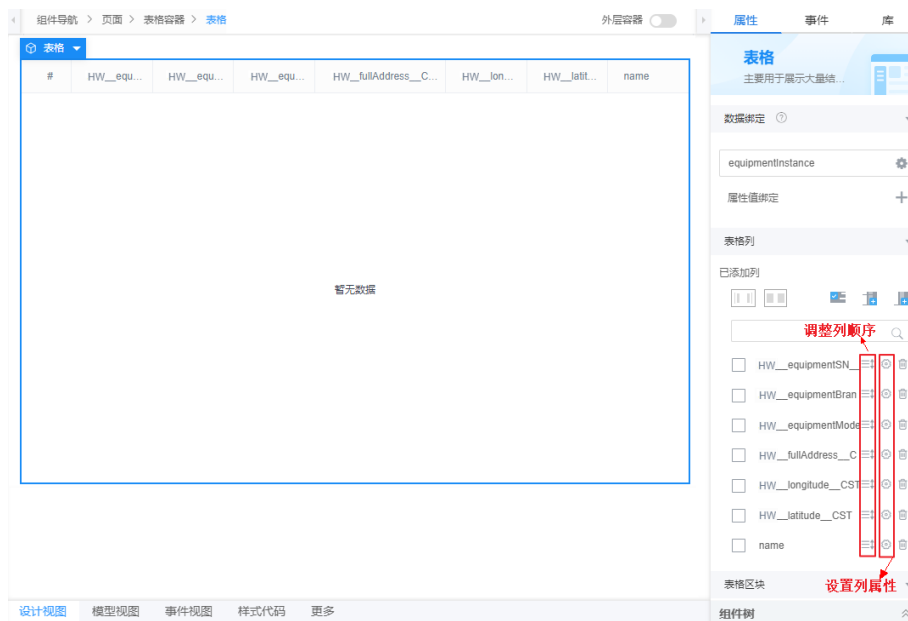 组件导航 > 页面 > 表格容器 > 表格
外层容器
属性 事件 库
表格
# HW__equ... HW__equ... HW__equ... HW__fullAddress__C... HW__lon... HW__latit... name
暂无数据
表格
主要用于展示大量结...
数据绑定
equipmentInstance
属性值绑定
表格列
已添加列
调整列顺序
HW__equipmentSN__
HW__equipmentBran
HW__equipmentMode
HW__fullAddress__C
HW__longitude__CST
HW__latitude__CST
name
表格区块
设置列属性
设计视图 模型视图 事件视图 样式代码 更多
组件树